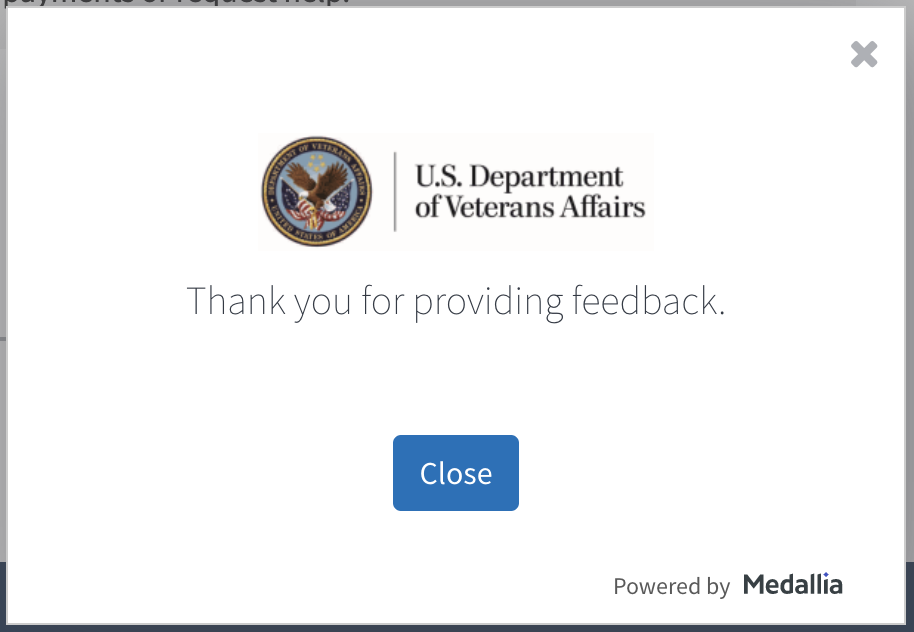 payments or request help.
DEPARTMENT OF VETERANS AFFAIRS
UNITED STATES OF AMERICA
U.S. Department
of Veterans Affairs
Thank you for providing feedback.
Close
Powered by Medallia